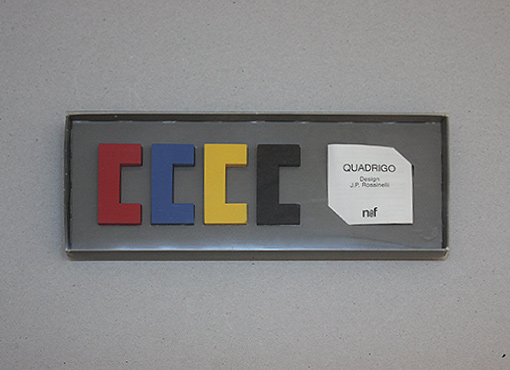 QUADRIGO
Design
J.P. Rossinelli
naef